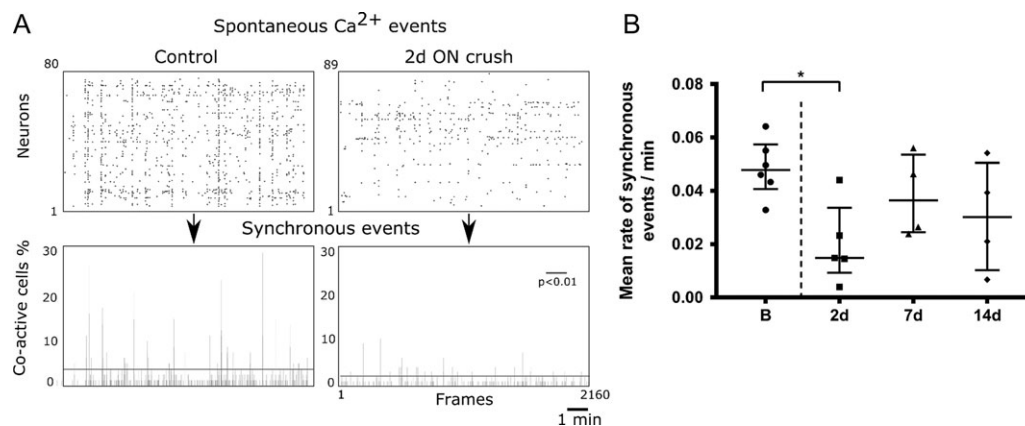 A
Spontaneous Ca2+ events
Control
2d ON crush
80
Neurons
1
89
1
Synchronous events
Co-active cells %
30
20
10
0
30
20
10
0
p<0.01
1
2160
Frames
1 min
B
Mean rate of synchronous
events / min
0.08
0.06
0.04
0.02
0.00
*
B
2d
7d
14d